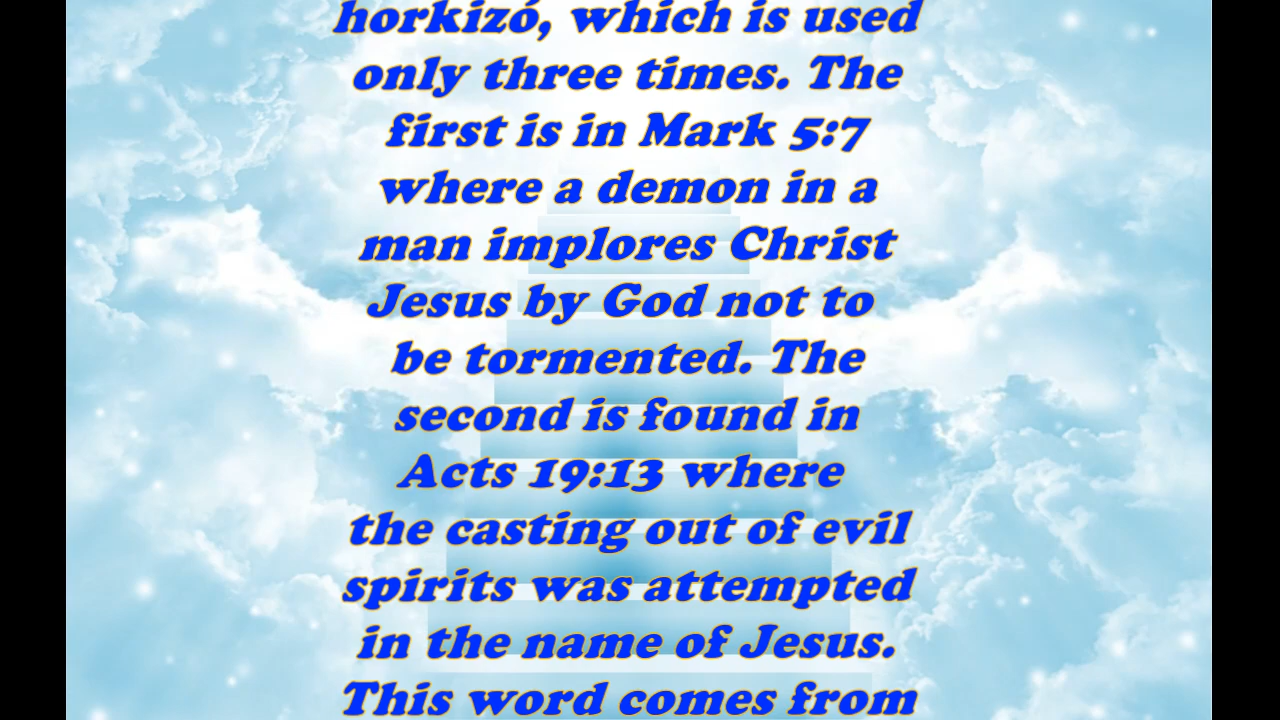 horkizó, which is used
only three times. The
first is in Mark 5:7
where a demon in a
man implores Christ
Jesus by God not to
be tormented. The
second is found in
Acts 19:13 where
the casting out of evil
spirits was attempted
in the name of Jesus.
This word comes from